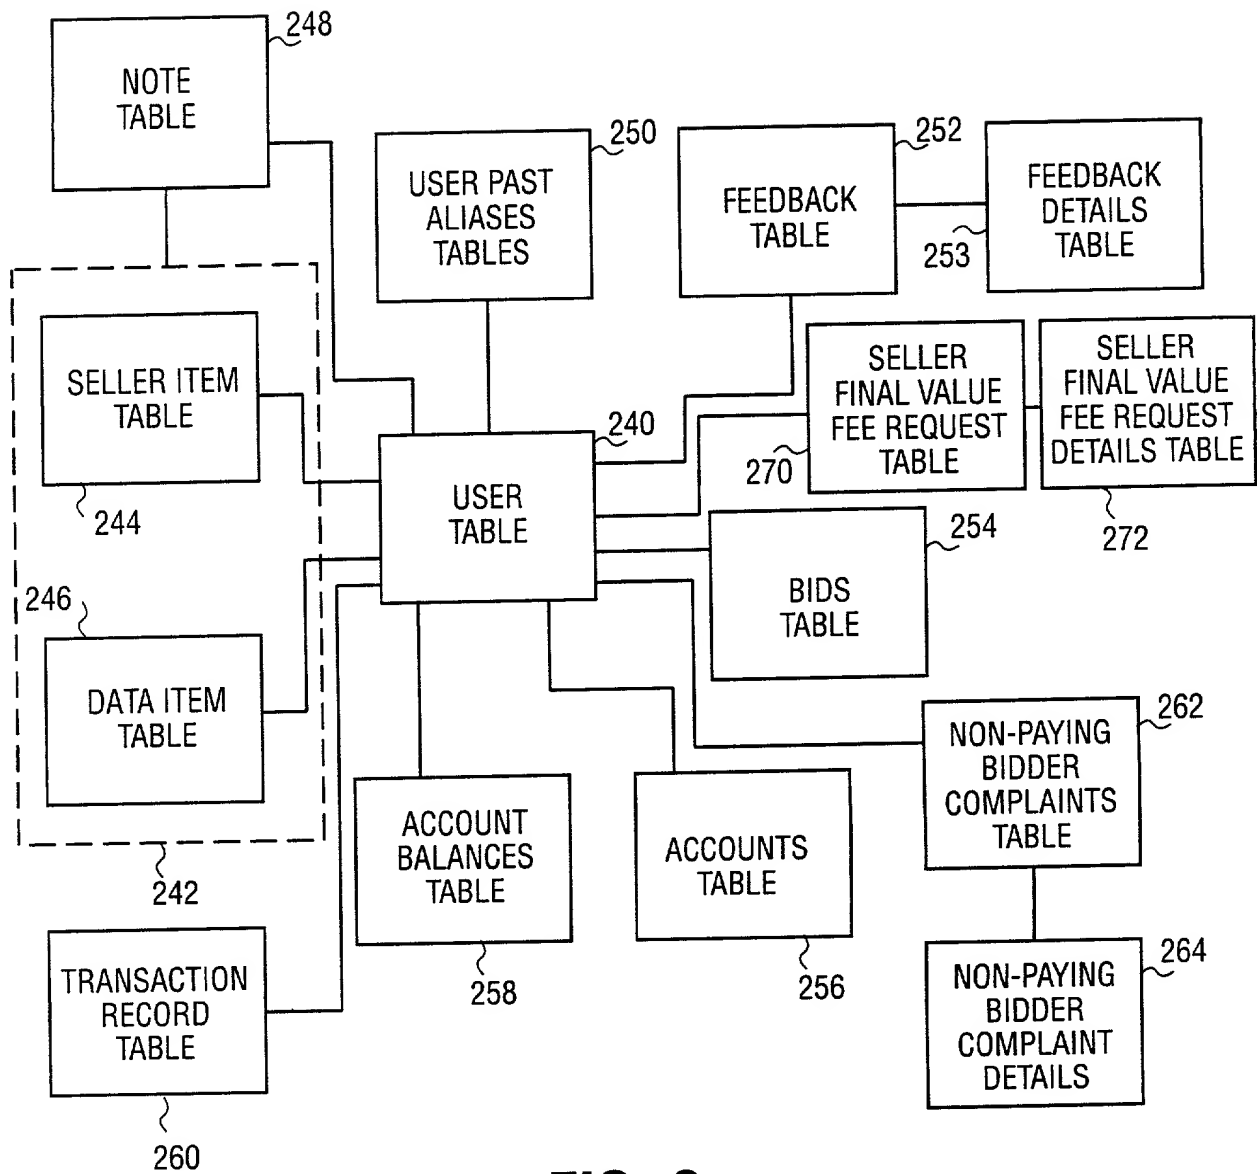 248
NOTE
TABLE
250
USER PAST
ALIASES
TABLES
252
FEEDBACK
TABLE
FEEDBACK
DETAILS
TABLE
253
SELLER ITEM
TABLE
244
SELLER
FINAL VALUE
FEE REQUEST
TABLE
270
SELLER
FINAL VALUE
FEE REQUEST
DETAILS TABLE
272
240
USER
TABLE
254
BIDS
TABLE
246
DATA ITEM
TABLE
242
262
NON-PAYING
BIDDER
COMPLAINTS
TABLE
ACCOUNT
BALANCES
TABLE
258
ACCOUNTS
TABLE
256
264
NON-PAYING
BIDDER
COMPLAINT
DETAILS
TRANSACTION
RECORD
TABLE
260